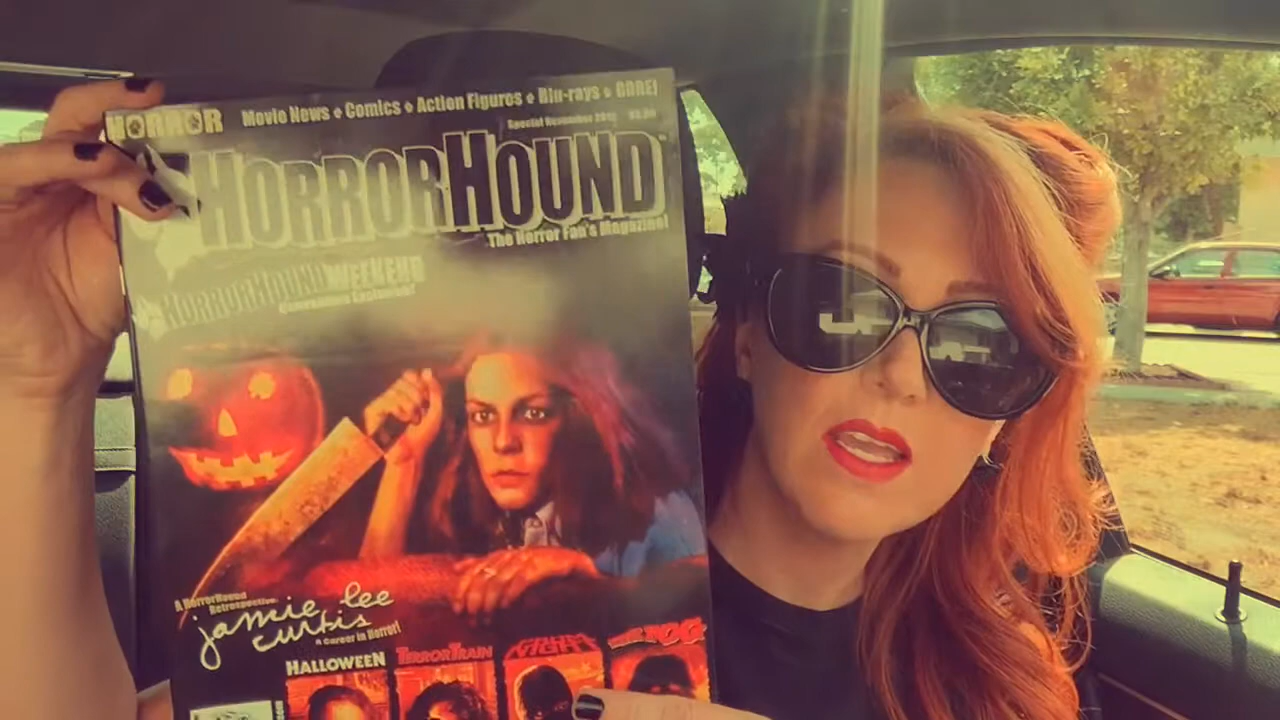 HORROR
Movie News ⬥ Comics ⬥ Action Figures ⬥ Blu-rays ⬥ GORE!
Special November
HORRORHOUND™
The Horror Fan's Magazine!
HORRORHOUND WEEKEND
A HorrorHound
Retrospective:
jamie lee
curtis
A Career in Horror!
HALLOWEEN
TERROR TRAIN
THE FOG